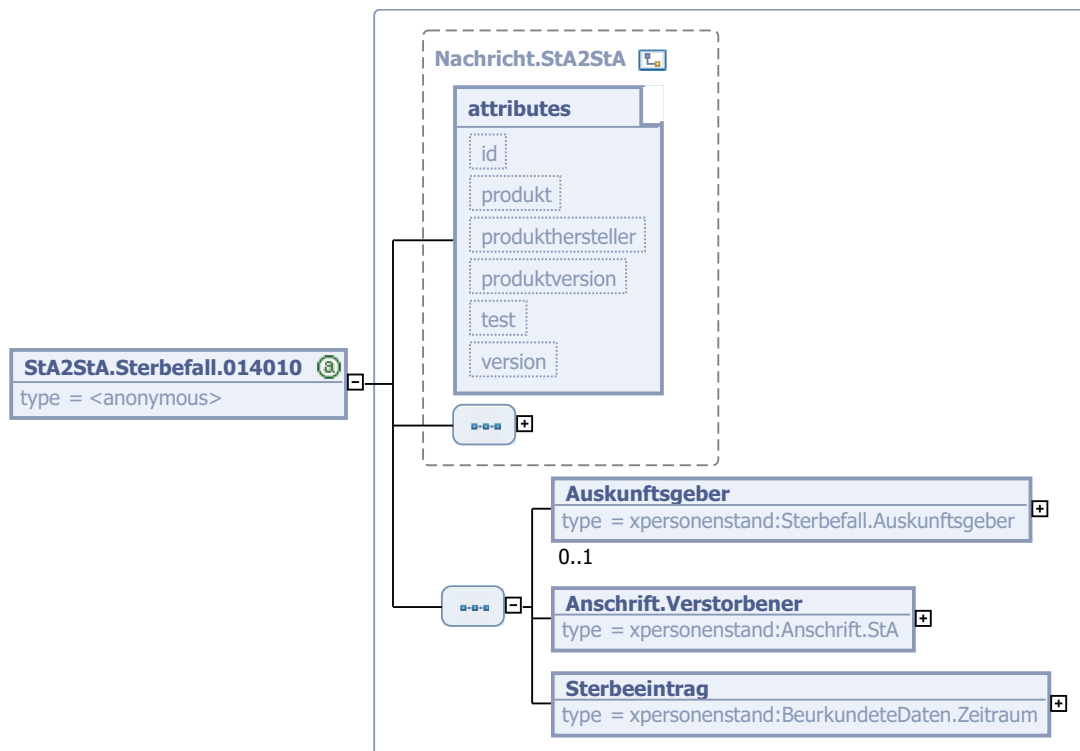 Nachricht.StA2StA
attributes
id
produkt
produkthersteller
produktversion
test
version
StA2StA.Sterbefall.014010 a
type = <anonymous>
Auskunftsgeber
type = xpersonenstand:Sterbefall.Auskunftsgeber
0..1
Anschrift.Verstorbener
type = xpersonenstand:Anschrift.StA
Sterbeeintrag
type = xpersonenstand:BeurkundeteDaten.Zeitraum